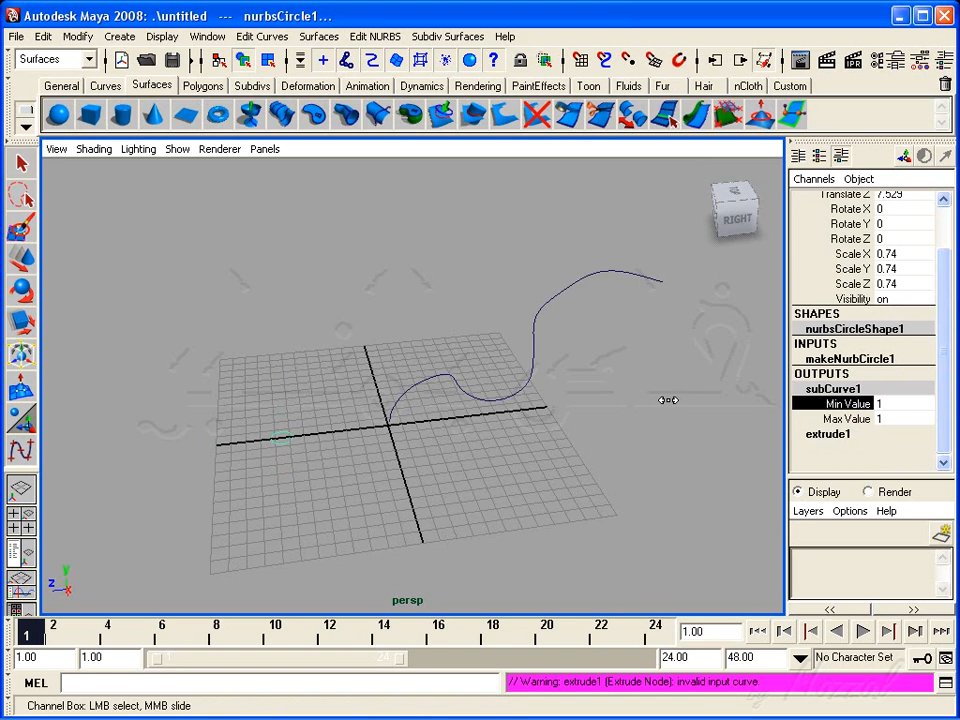 Autodesk Maya 2008: .\untitled --- nurbsCircle1...
File Edit Modify Create Display Window Edit Curves Surfaces Edit NURBS Subdiv Surfaces Help
Surfaces
General Curves Surfaces Polygons Subdivs Deformation Animation Dynamics Rendering PaintEffects Toon Fluids Fur Hair nCloth Custom
View Shading Lighting Show Renderer Panels
Channels Object
Translate Z 7.529
Rotate X 0
Rotate Y 0
Rotate Z 0
Scale X 0.74
Scale Y 0.74
Scale Z 0.74
Visibility on
SHAPES
nurbsCircleShape1
INPUTS
makeNurbCircle1
OUTPUTS
subCurve1
Min Value 1
Max Value 1
extrude1
RIGHT
Display Render
Layers Options Help
<< >>
y
z x
persp
1 2 4 6 8 10 12 14 16 18 20 22 24 1.00
1.00 1.00 1 24 24.00 48.00 No Character Set
MEL // Warning: extrude1 (Extrude Node): invalid input curve.
Channel Box: LMB select, MMB slide